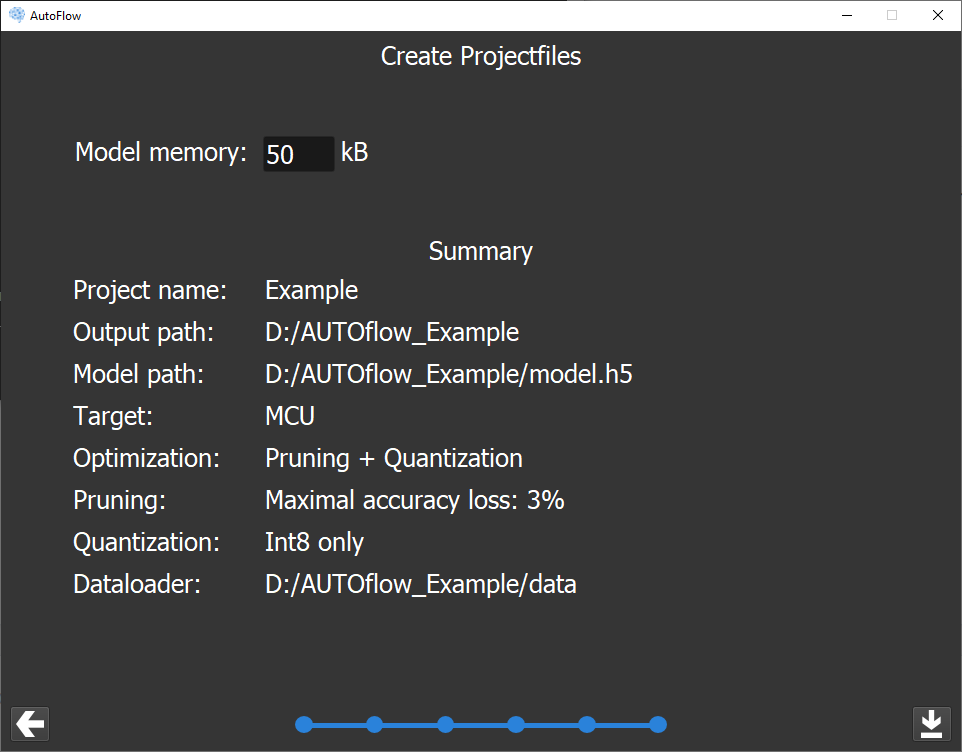 AutoFlow
Create Projectfiles
Model memory: 50 kB
Summary
Project name: Example
Output path: D:/AUTOflow_Example
Model path: D:/AUTOflow_Example/model.h5
Target: MCU
Optimization: Pruning + Quantization
Pruning: Maximal accuracy loss: 3%
Quantization: Int8 only
Dataloader: D:/AUTOflow_Example/data